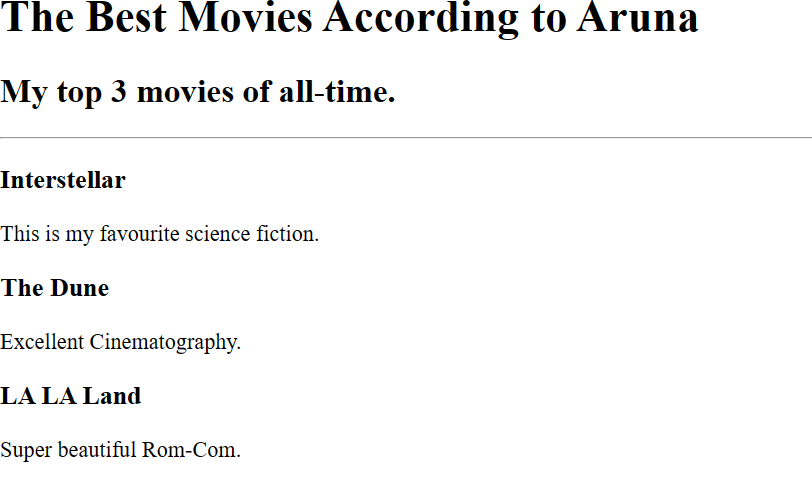 The Best Movies According to Aruna
My top 3 movies of all-time.
Interstellar
This is my favourite science fiction.
The Dune
Excellent Cinematography.
LA LA Land
Super beautiful Rom-Com.